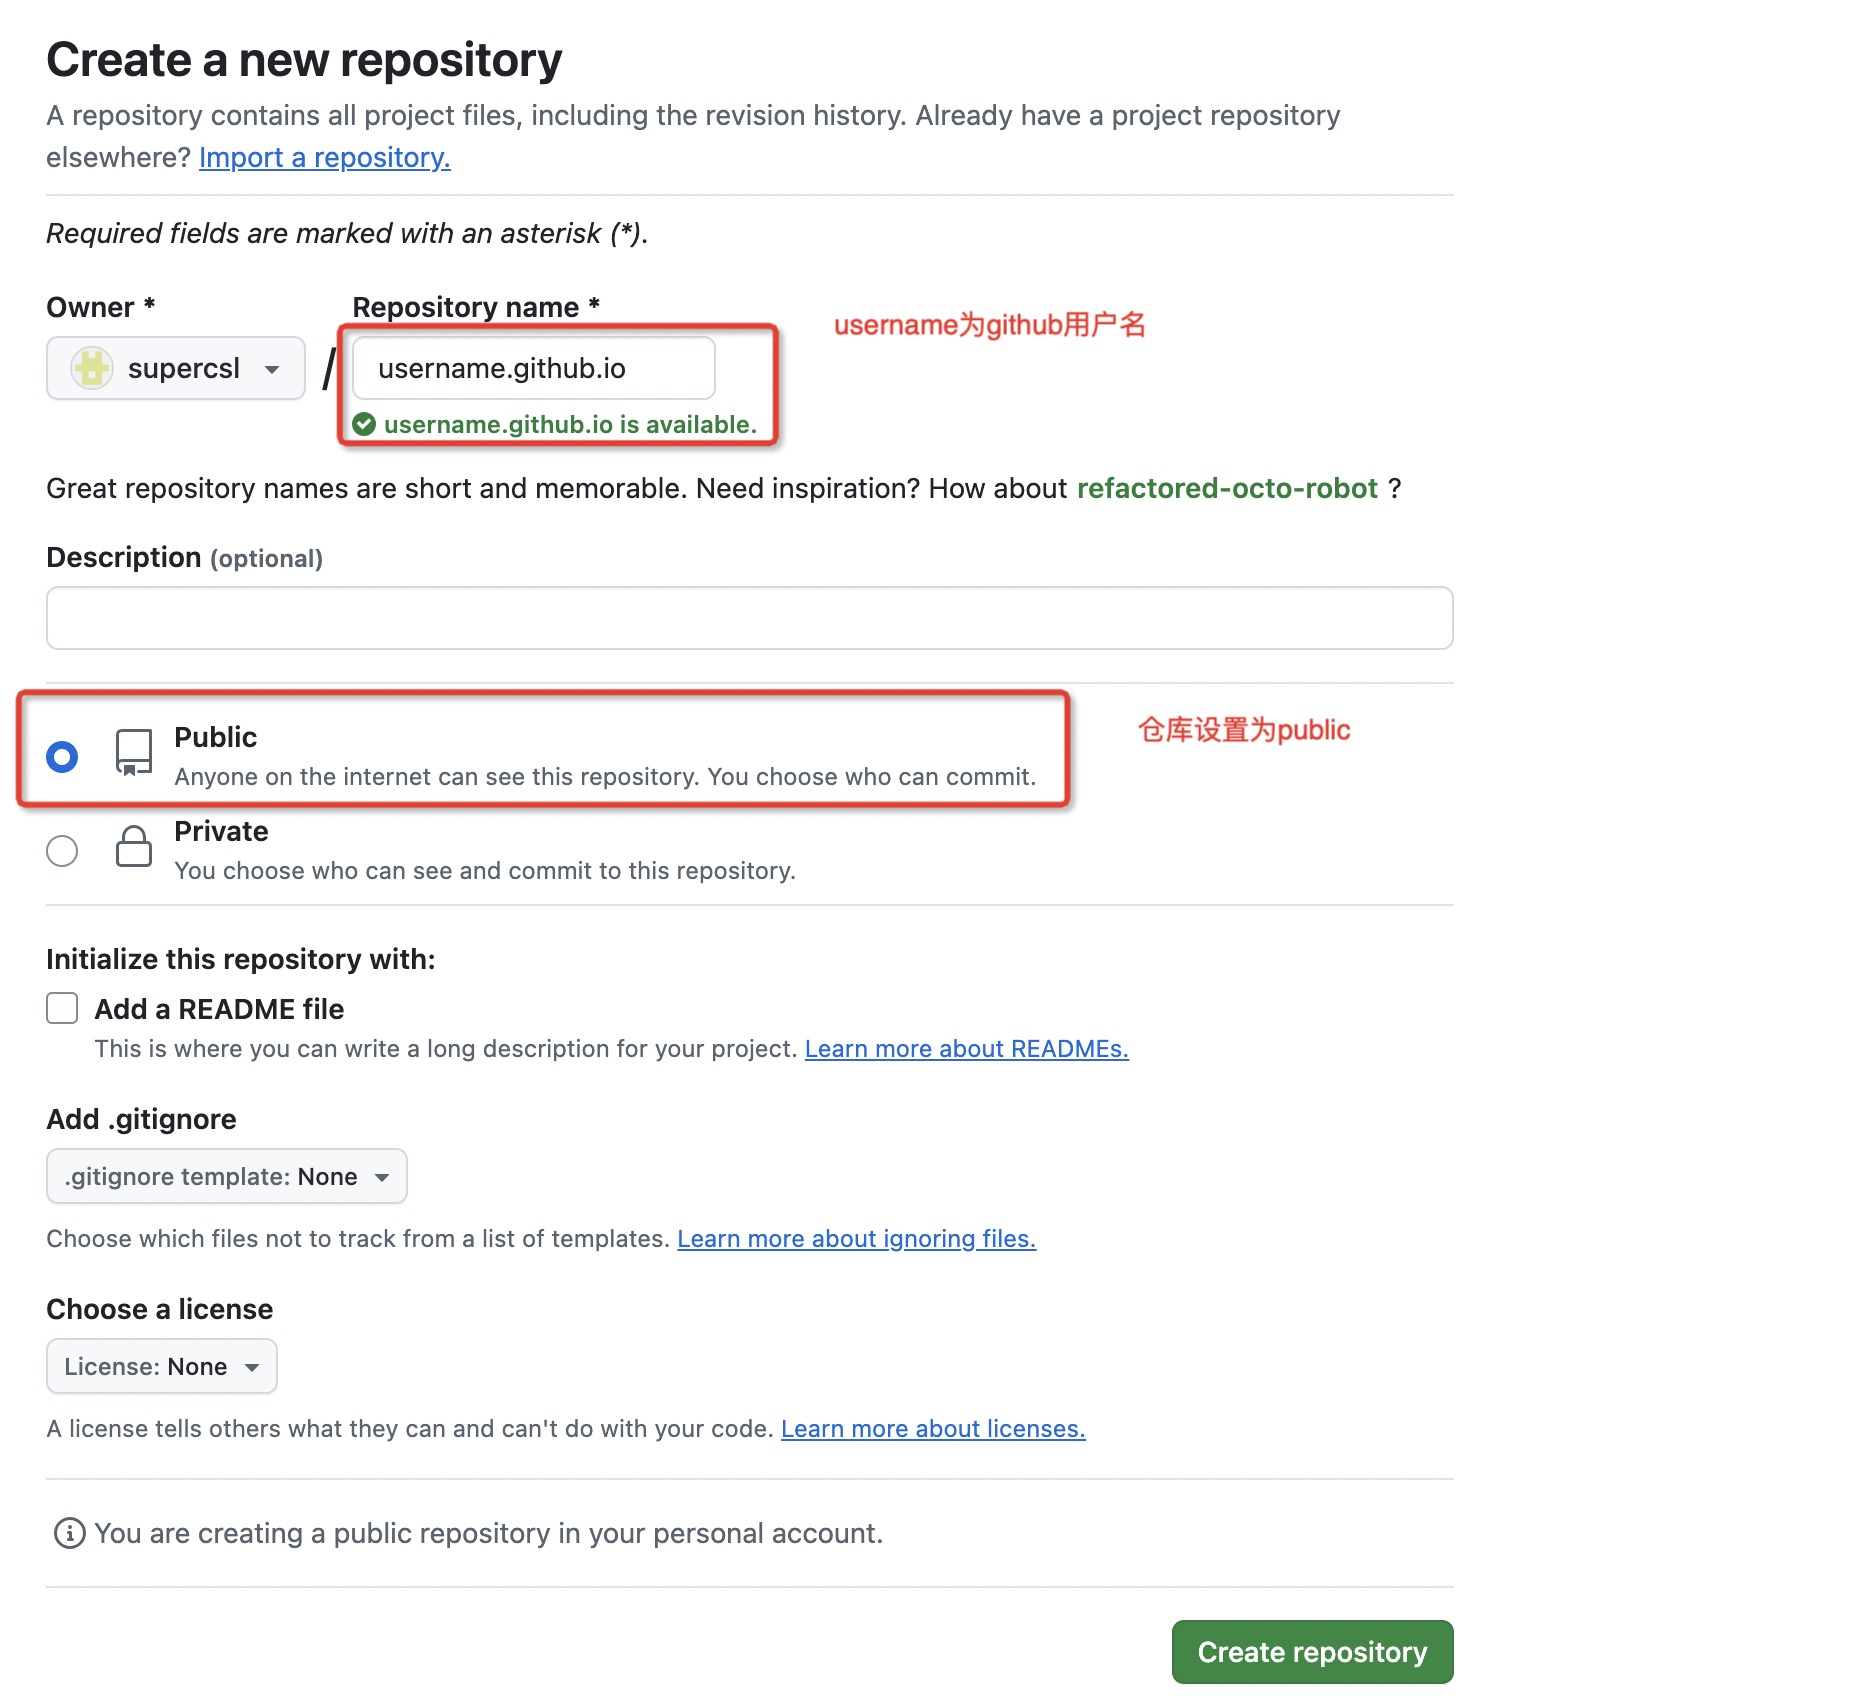 Create a new repository
A repository contains all project files, including the revision history. Already have a project repository
elsewhere? Import a repository.
Required fields are marked with an asterisk (*).
Owner *
Repository name *
username为github用户名
supercsl
/
username.github.io
username.github.io is available.
Great repository names are short and memorable. Need inspiration? How about refactored-octo-robot ?
Description (optional)
Public
仓库设置为public
Anyone on the internet can see this repository. You choose who can commit.
Private
You choose who can see and commit to this repository.
Initialize this repository with:
Add a README file
This is where you can write a long description for your project. Learn more about READMEs.
Add .gitignore
.gitignore template: None
Choose which files not to track from a list of templates. Learn more about ignoring files.
Choose a license
License: None
A license tells others what they can and can't do with your code. Learn more about licenses.
You are creating a public repository in your personal account.
Create repository